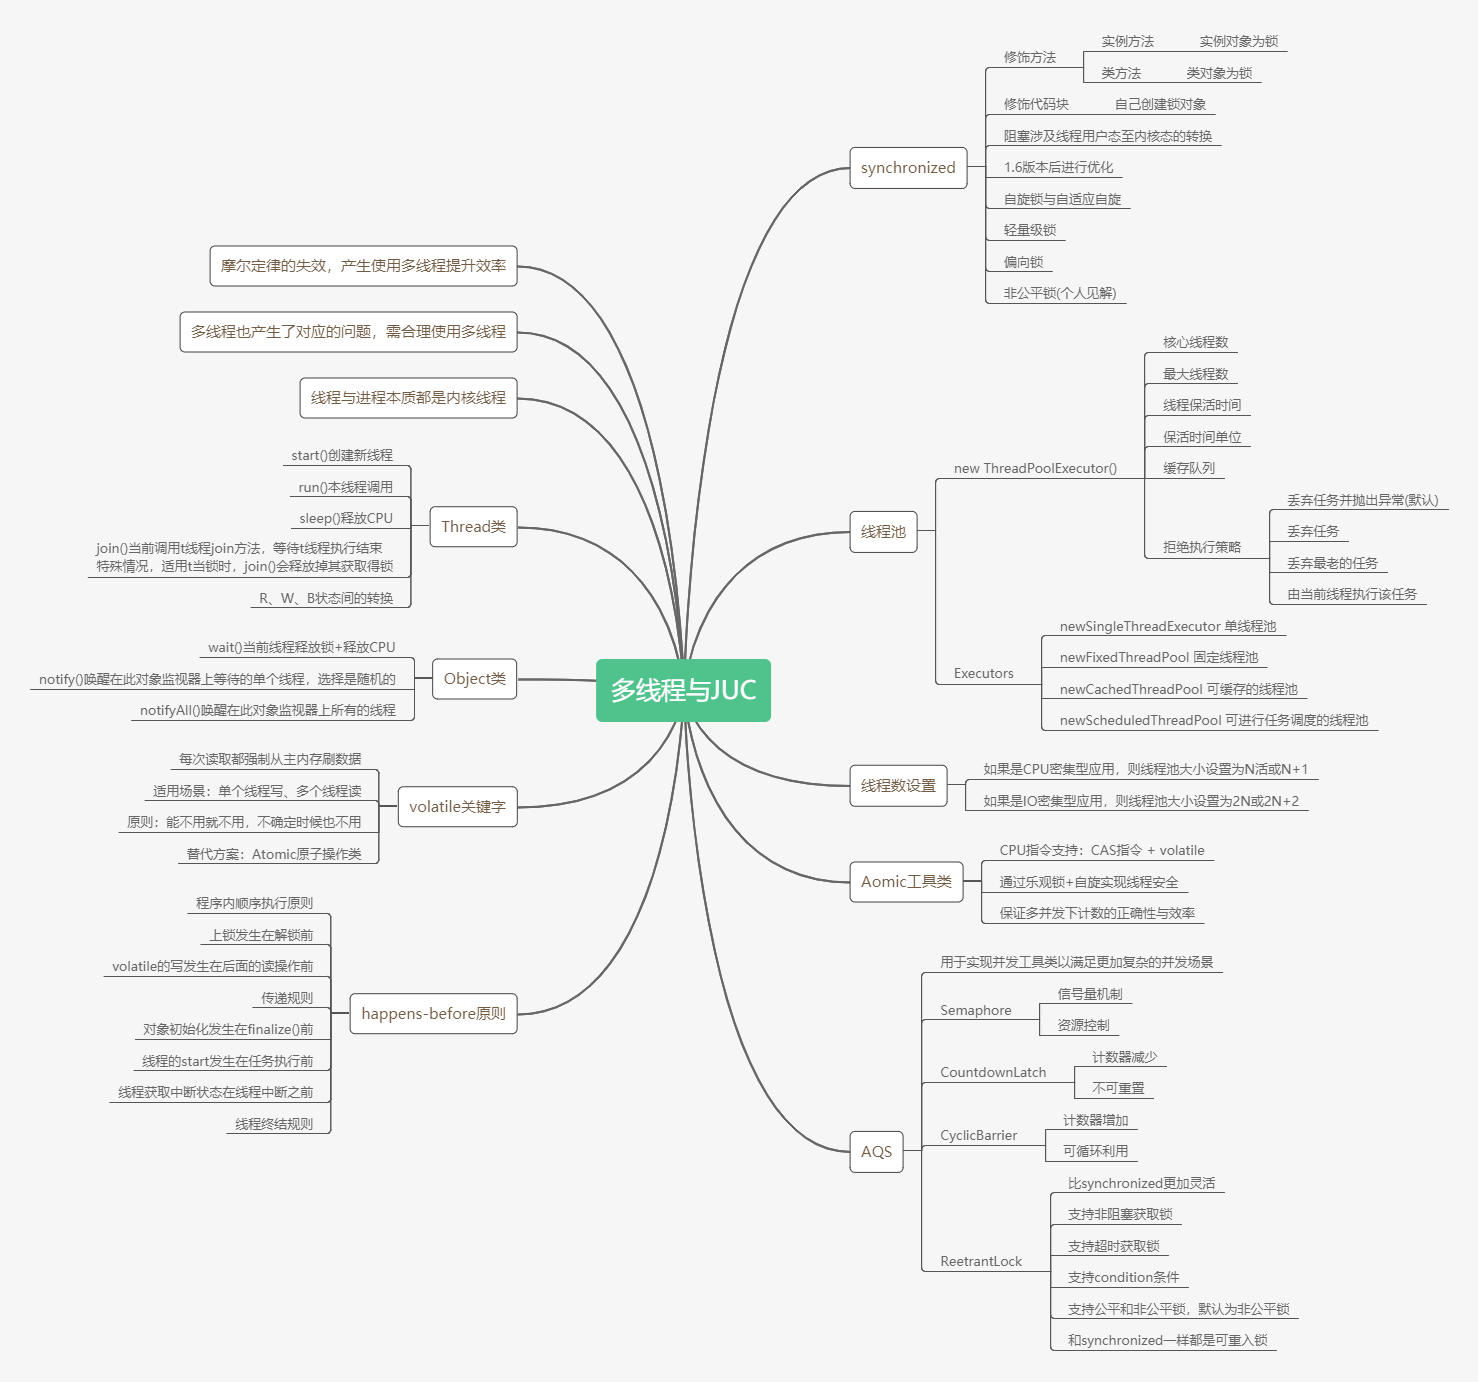 多线程与JUC
synchronized
修饰方法
实例方法
实例对象为锁
类方法
类对象为锁
修饰代码块
自己创建锁对象
阻塞涉及线程用户态至内核态的转换
1.6版本后进行优化
自旋锁与自适应自旋
轻量级锁
偏向锁
非公平锁(个人见解)
线程池
new ThreadPoolExecutor()
核心线程数
最大线程数
线程保活时间
保活时间单位
缓存队列
拒绝执行策略
丢弃任务并抛出异常(默认)
丢弃任务
丢弃最老的任务
由当前线程执行该任务
Executors
newSingleThreadExecutor 单线程池
newFixedThreadPool 固定线程池
newCachedThreadPool 可缓存的线程池
newScheduledThreadPool 可进行任务调度的线程池
线程数设置
如果是CPU密集型应用，则线程池大小设置为N活或N+1
如果是IO密集型应用，则线程池大小设置为2N或2N+2
Aomic工具类
CPU指令支持：CAS指令 + volatile
通过乐观锁+自旋实现线程安全
保证多并发下计数的正确性与效率
AQS
用于实现并发工具类以满足更加复杂的并发场景
Semaphore
信号量机制
资源控制
CountdownLatch
计数器减少
不可重置
CyclicBarrier
计数器增加
可循环利用
ReetrantLock
比synchronized更加灵活
支持非阻塞获取锁
支持超时获取锁
支持condition条件
支持公平和非公平锁，默认为非公平锁
和synchronized一样都是可重入锁
摩尔定律的失效，产生使用多线程提升效率
多线程也产生了对应的问题，需合理使用多线程
线程与进程本质都是内核线程
Thread类
start()创建新线程
run()本线程调用
sleep()释放CPU
join()当前调用t线程join方法，等待t线程执行结束
特殊情况，适用t当锁时，join()会释放掉其获取得锁
R、W、B状态间的转换
Object类
wait()当前线程释放锁+释放CPU
notify()唤醒在此对象监视器上等待的单个线程，选择是随机的
notifyAll()唤醒在此对象监视器上所有的线程
volatile关键字
每次读取都强制从主内存刷数据
适用场景：单个线程写、多个线程读
原则：能不用就不用，不确定时候也不用
替代方案：Atomic原子操作类
happens-before原则
程序内顺序执行原则
上锁发生在解锁前
volatile的写发生在后面的读操作前
传递规则
对象初始化发生在finalize()前
线程的start发生在任务执行前
线程获取中断状态在线程中断之前
线程终结规则